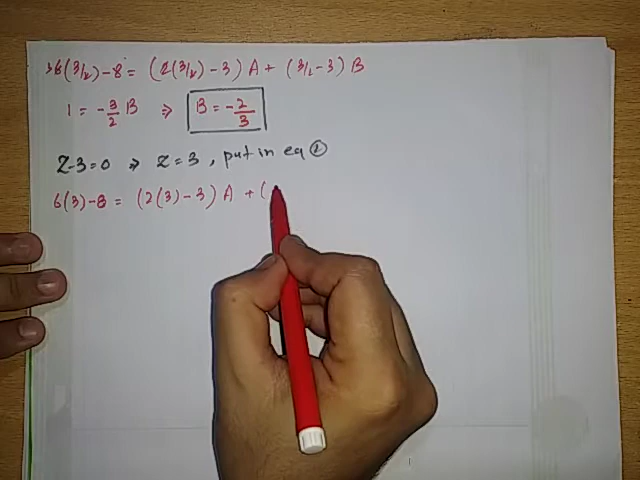 6(3/2)-8 = (2(3/2)-3) A + (3/2-3) B
1 = -3/2 B ⇒ B = -2/3
Z-3=0 ⇒ Z=3, put in eq ②
6(3)-8 = (2(3)-3) A + (